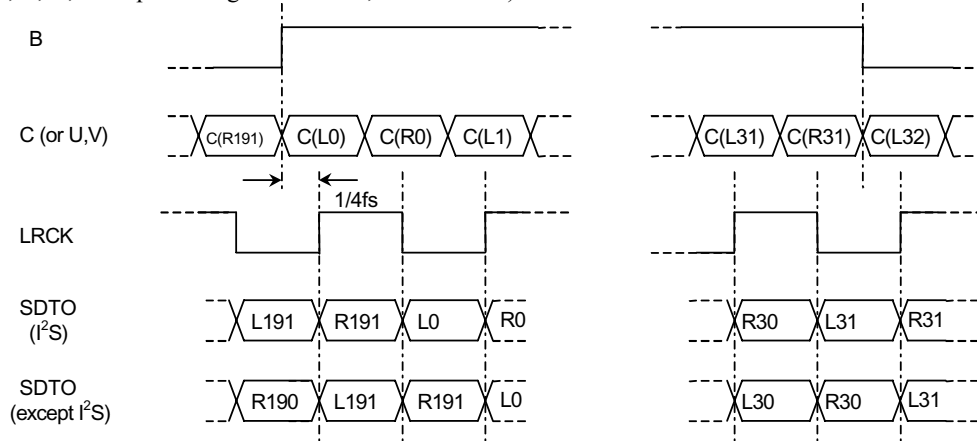 B
C (or U,V)
C(R191) C(L0) C(R0) C(L1) C(L31) C(R31) C(L32)
1/4fs
LRCK
SDTO
(I²S)
L191 R191 L0 R0 R30 L31 R31
SDTO
(except I²S)
R190 L191 R191 L0 L30 R30 L31